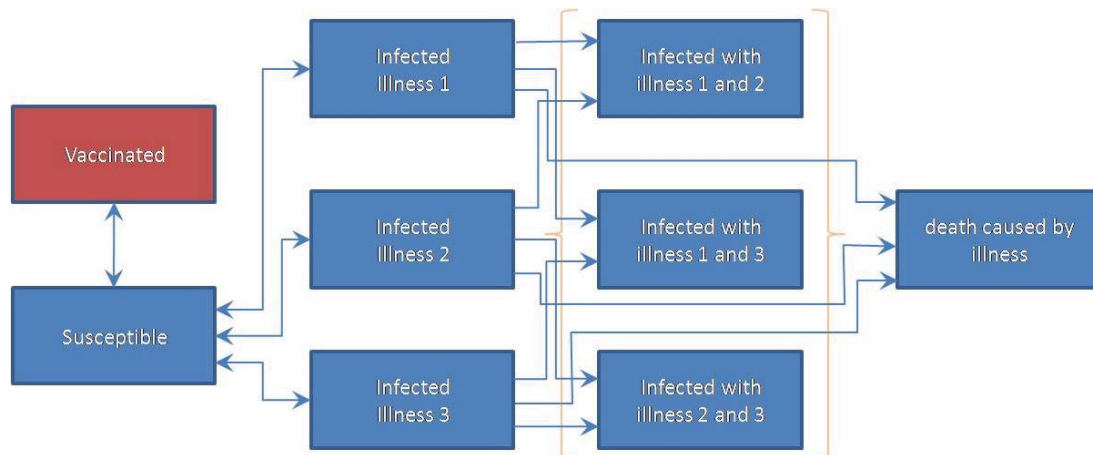 Infected
Illness 1
Infected with
illness 1 and 2
Vaccinated
Infected
Illness 2
Infected with
illness 1 and 3
death caused by
illness
Susceptible
Infected
Illness 3
Infected with
illness 2 and 3